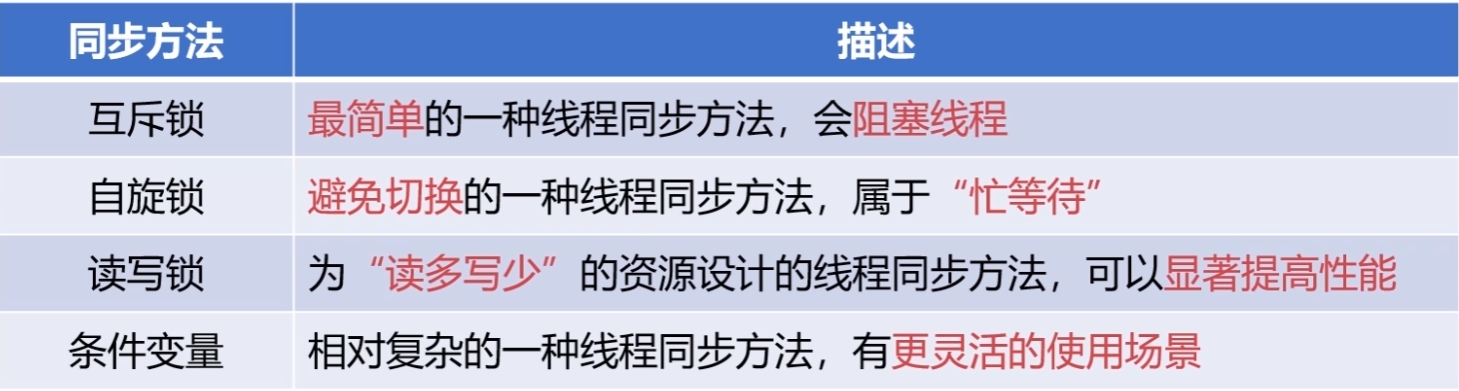 同步方法 描述
互斥锁 最简单的一种线程同步方法，会阻塞线程
自旋锁 避免切换的一种线程同步方法，属于“忙等待”
读写锁 为“读多写少”的资源设计的线程同步方法，可以显著提高性能
条件变量 相对复杂的一种线程同步方法，有更灵活的使用场景